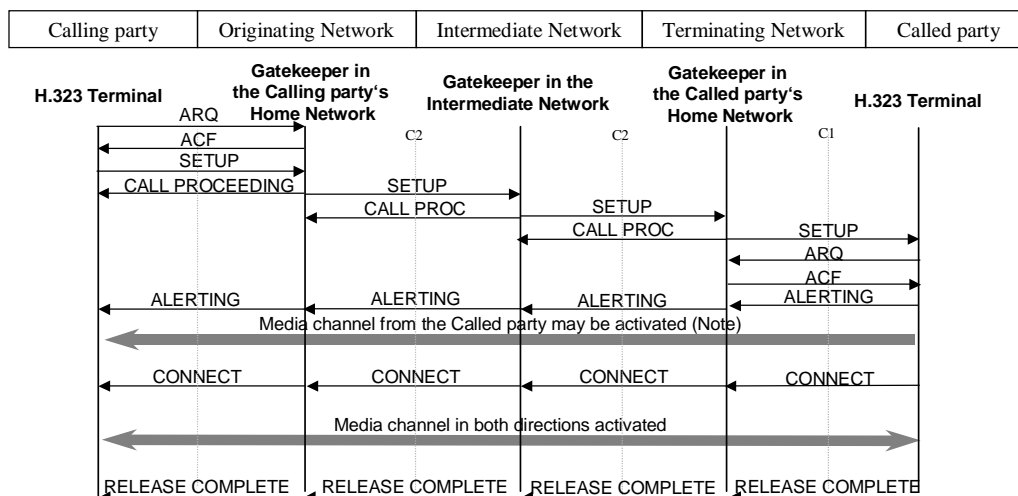 Calling party Originating Network Intermediate Network Terminating Network Called party
H.323 Terminal
Gatekeeper in
the Calling party's
Home Network
Gatekeeper in the
Intermediate Network
Gatekeeper in
the Called party's
Home Network
H.323 Terminal
C2 C2 C1
ARQ
ACF
SETUP
CALL PROCEEDING SETUP
CALL PROC SETUP
CALL PROC SETUP
ARQ
ACF
ALERTING ALERTING ALERTING ALERTING
Media channel from the Called party may be activated (Note)
CONNECT CONNECT CONNECT CONNECT
Media channel in both directions activated
RELEASE COMPLETE RELEASE COMPLETE RELEASE COMPLETE RELEASE COMPLETE